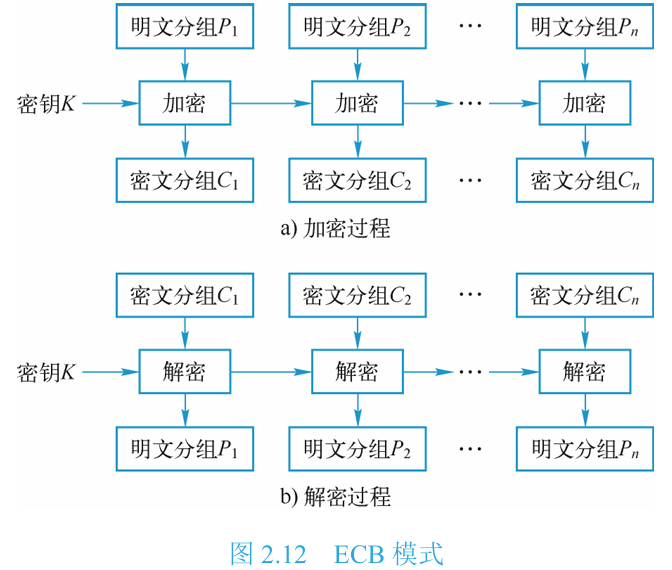 明文分组P1 明文分组P2 … 明文分组Pn
密钥K 加密 加密 … 加密
密文分组C1 密文分组C2 … 密文分组Cn
a) 加密过程
密文分组C1 密文分组C2 … 密文分组Cn
密钥K 解密 解密 … 解密
明文分组P1 明文分组P2 … 明文分组Pn
b) 解密过程
图 2.12 ECB 模式